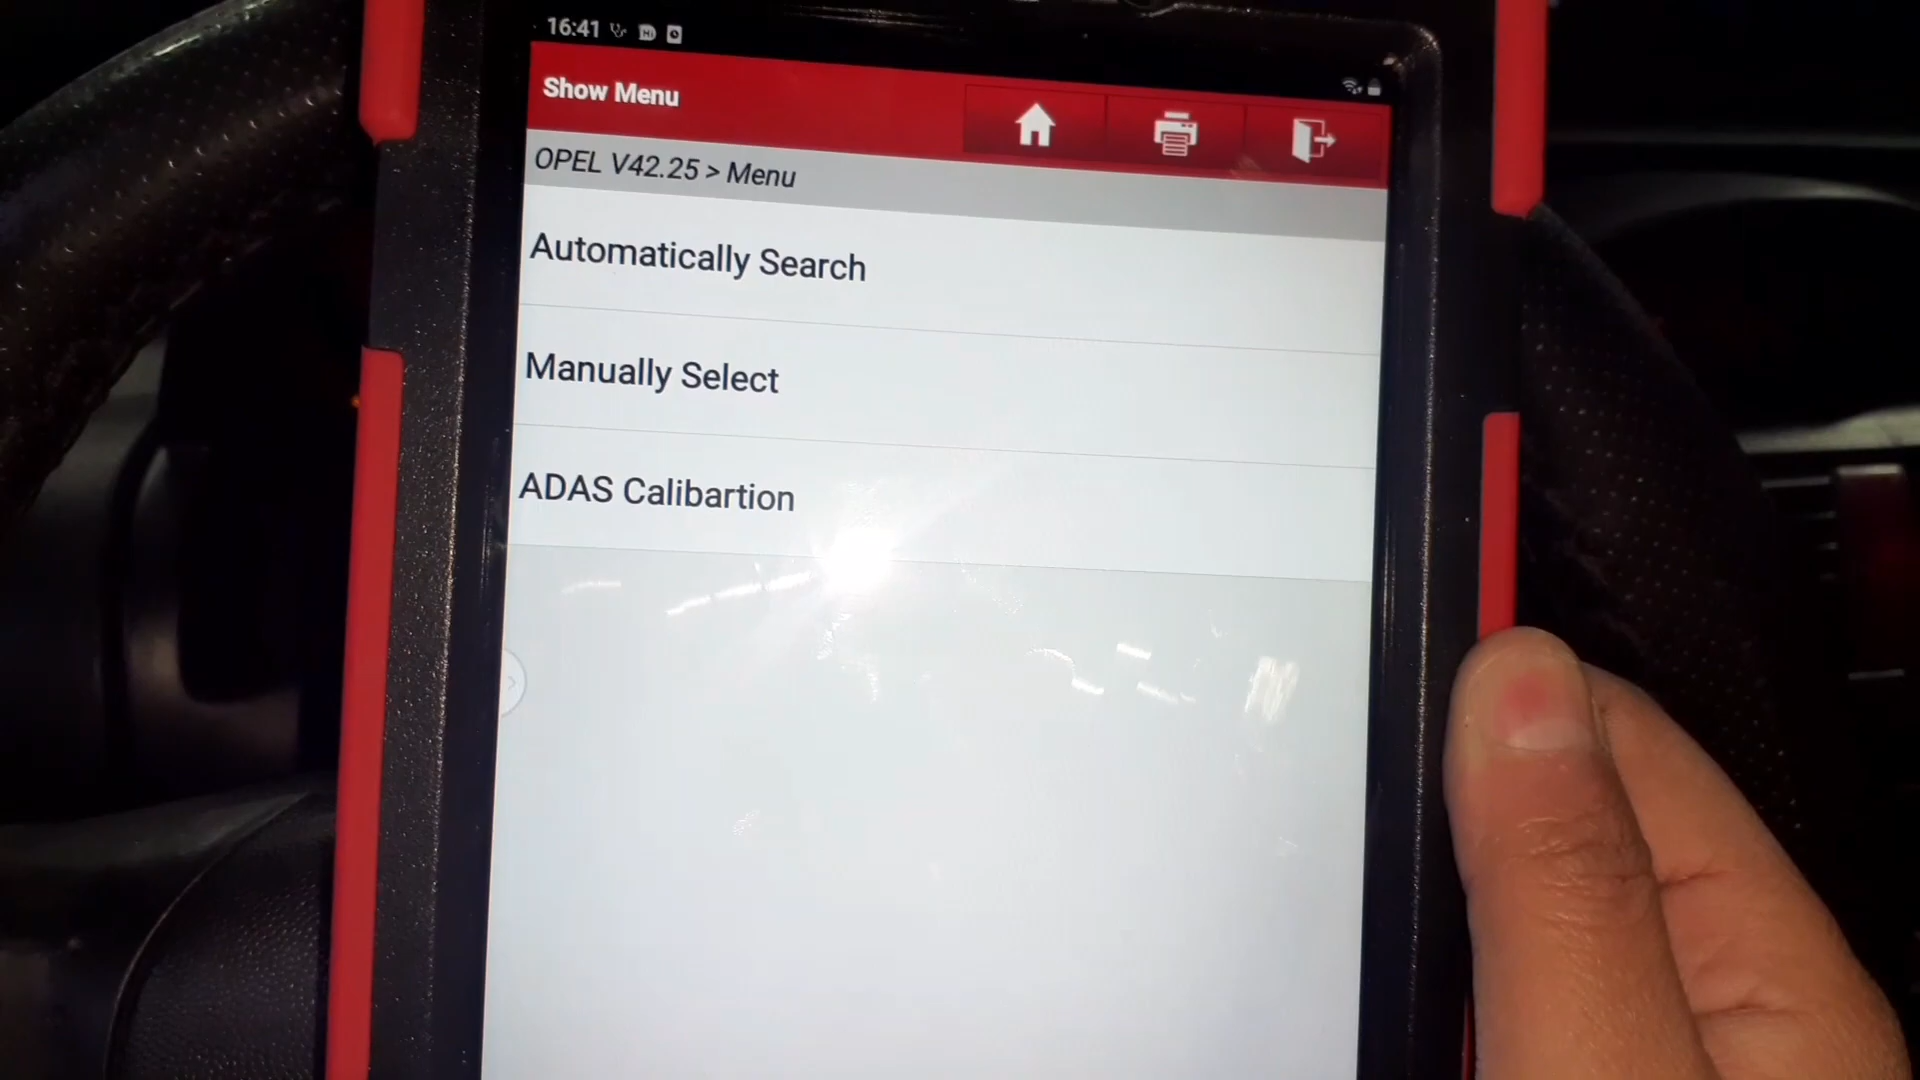 16:41
Show Menu
OPEL V42.25 > Menu
Automatically Search
Manually Select
ADAS Calibartion